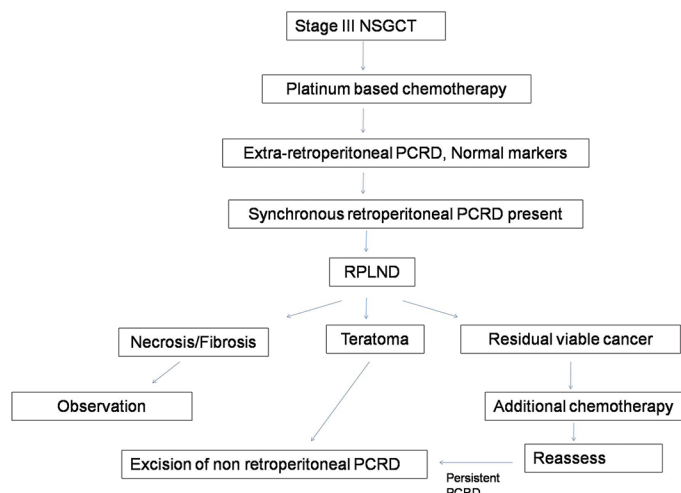 Stage III NSGCT
Platinum based chemotherapy
Extra-retroperitoneal PCRD, Normal markers
Synchronous retroperitoneal PCRD present
RPLND
Necrosis/Fibrosis
Teratoma
Residual viable cancer
Observation
Additional chemotherapy
Excision of non retroperitoneal PCRD
Reassess
Persistent
PCRD